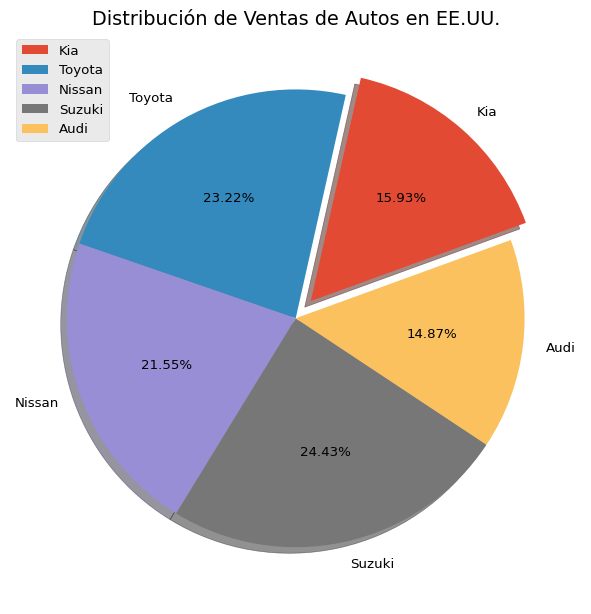 Distribución de Ventas de Autos en EE.UU.
Kia
Toyota
Nissan
Suzuki
Audi
Toyota
Kia
23.22%
15.93%
14.87%
Audi
21.55%
Nissan
24.43%
Suzuki